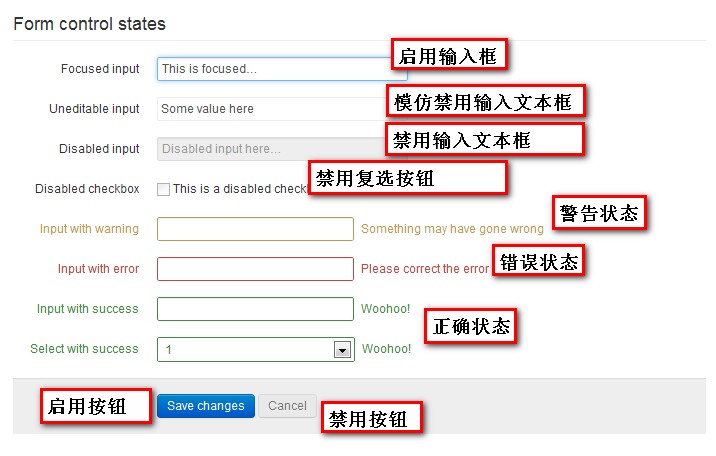 Form control states
Focused input This is focused... 启用输入框
Uneditable input Some value here 模仿禁用输入文本框
Disabled input Disabled input here... 禁用输入文本框
Disabled checkbox This is a disabled 禁用复选按钮
Input with warning Something may have gone wrong 警告状态
Input with error Please correct the error 错误状态
Input with success Woohoo! 正确状态
Select with success 1 Woohoo!
启用按钮 Save changes Cancel 禁用按钮